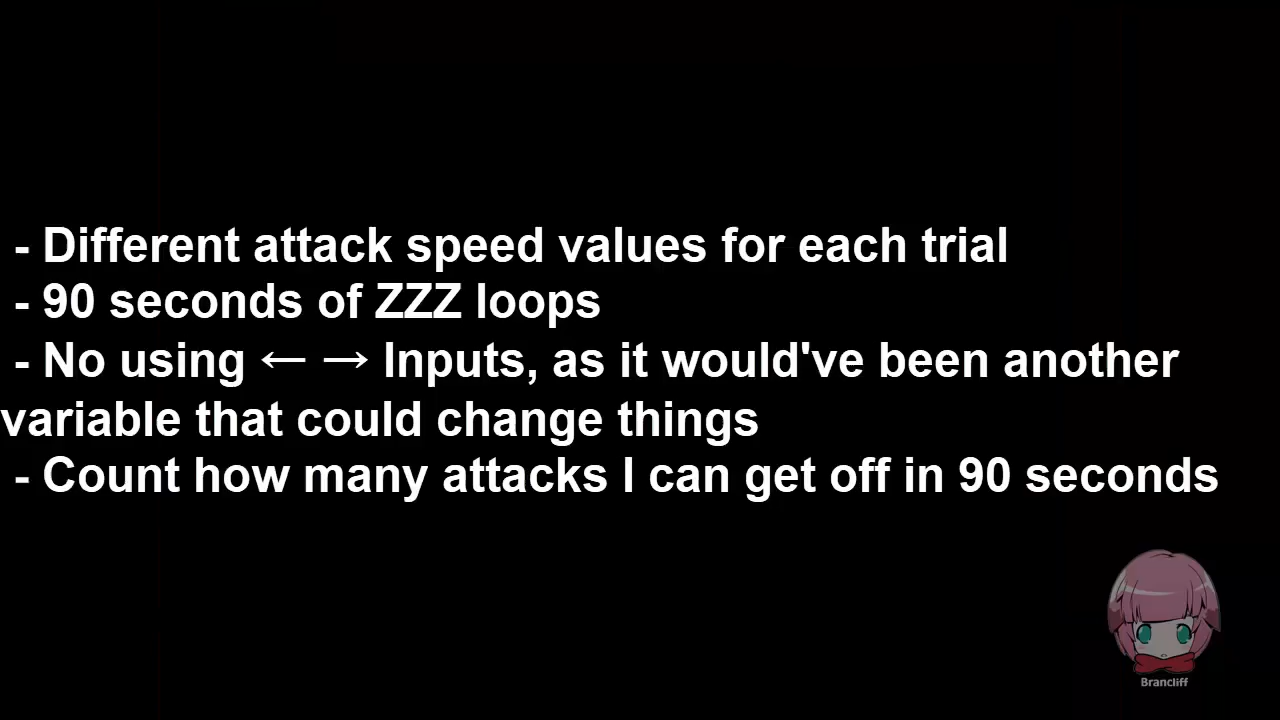 - Different attack speed values for each trial
- 90 seconds of ZZZ loops
- No using ← → Inputs, as it would've been another
variable that could change things
- Count how many attacks I can get off in 90 seconds
Brancliff